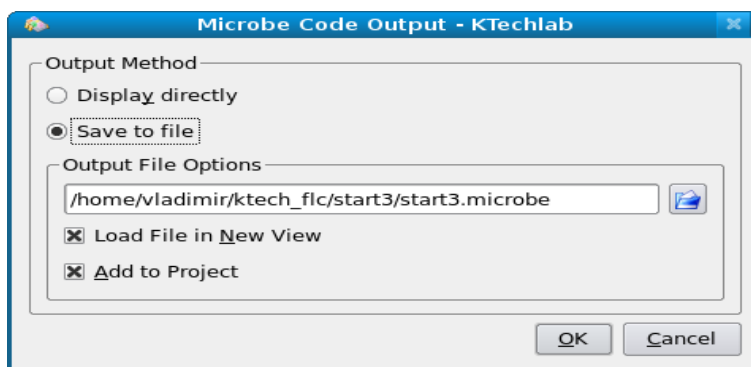 Microbe Code Output - KTechlab
Output Method
Display directly
Save to file
Output File Options
/home/vladimir/ktech_flc/start3/start3.microbe
Load File in New View
Add to Project
OK Cancel